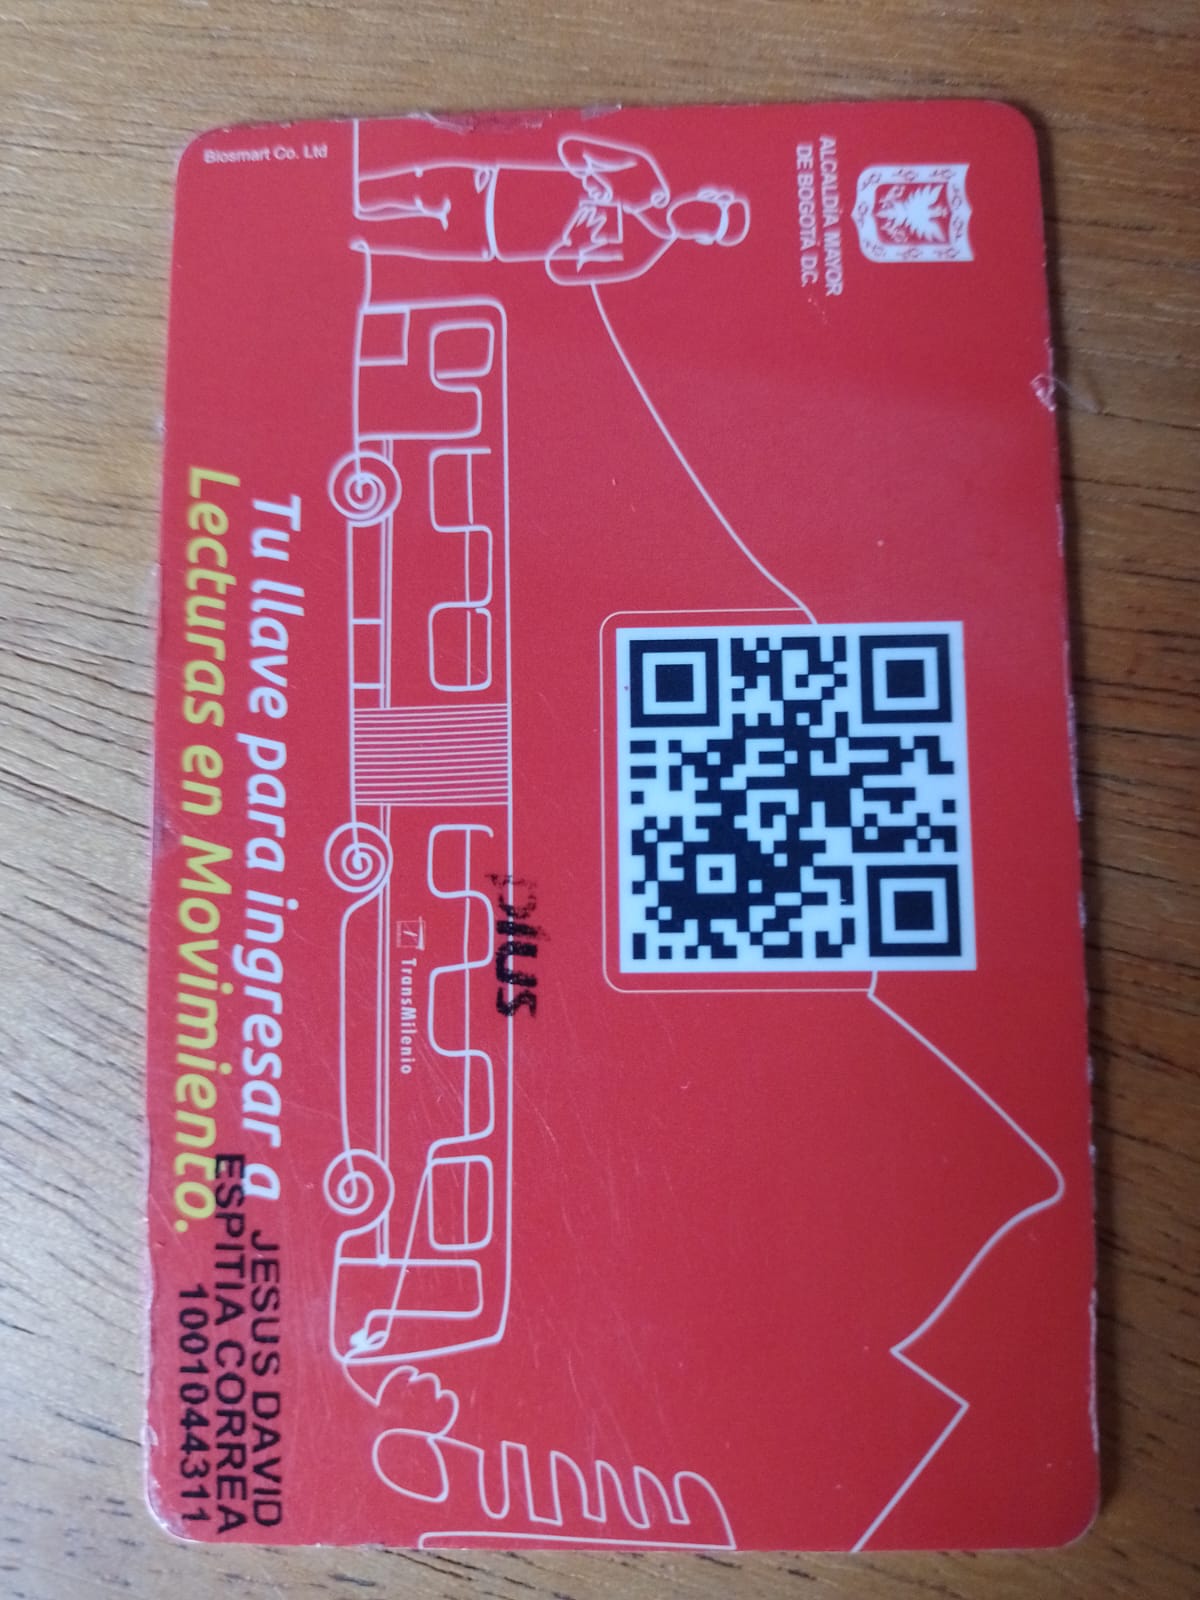 ALCALDÍA MAYOR
DE BOGOTÁ D.C.
Biosmart Co. Ltd
plus
TransMilenio
Tu llave para ingresar a
Lecturas en Movimiento.
JESUS DAVID
ESPITIA CORREA
1001044311